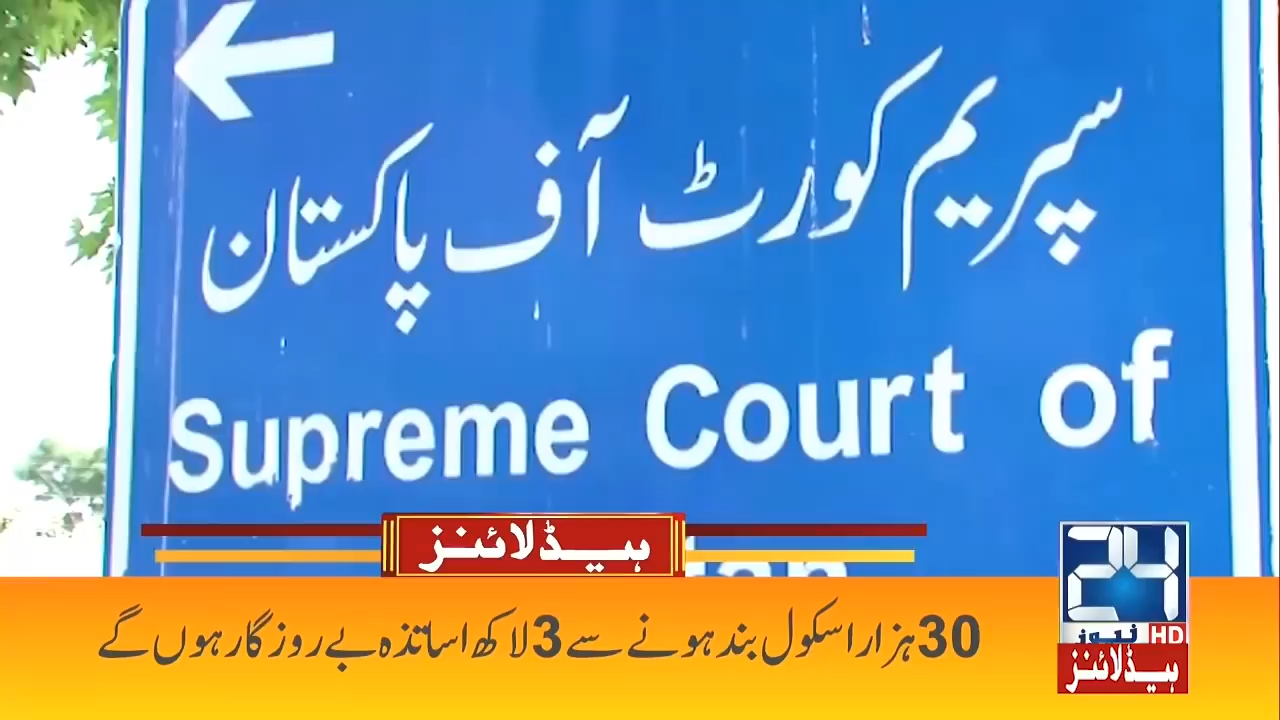 سپریم کورٹ آف پاکستان
Supreme Court of
ہیڈلائنز
30 ہزار اسکول بند ہونے سے 3 لاکھ اساتذہ بے روزگار ہوں گے
24
نیوز HD
ہیڈلائنز